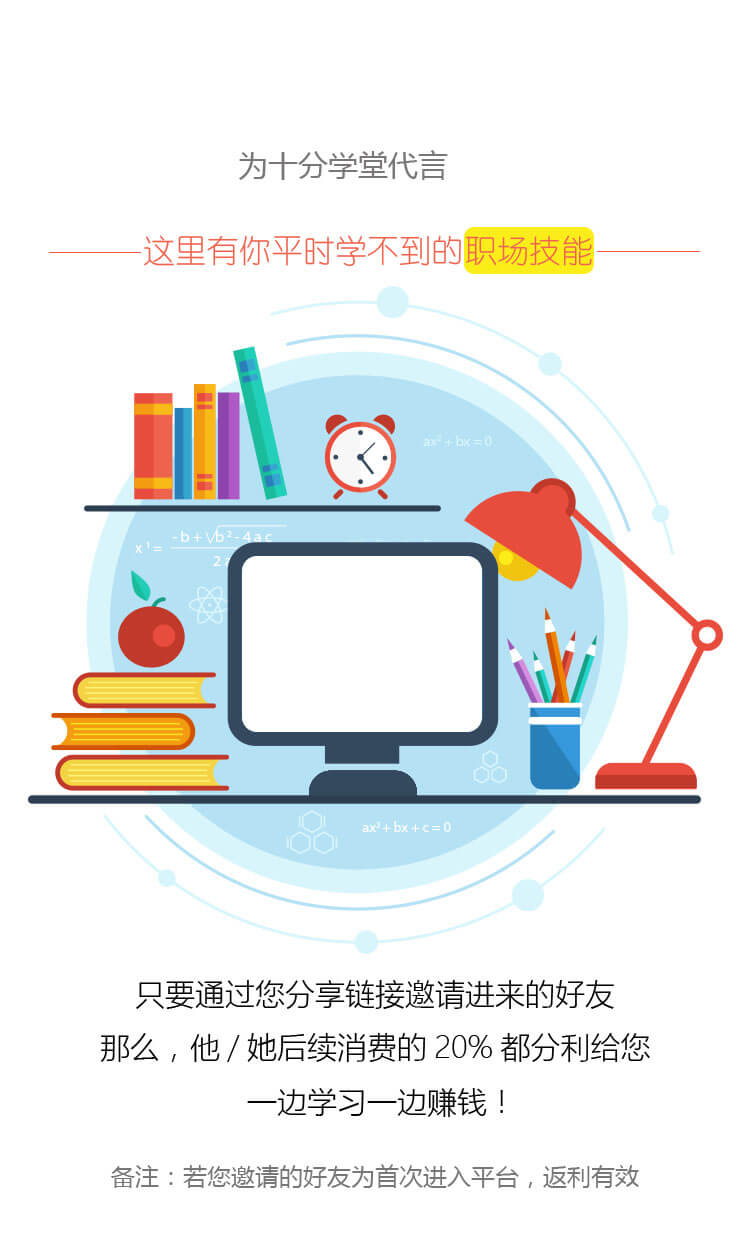 为十分学堂代言
这里有你平时学不到的职场技能
ax² + bx = 0
x¹ =
-b + √b² - 4ac
2
ax² + bx + c = 0
只要通过您分享链接邀请进来的好友
那么，他 / 她后续消费的 20% 都分利给您
一边学习一边赚钱！
备注：若您邀请的好友为首次进入平台，返利有效